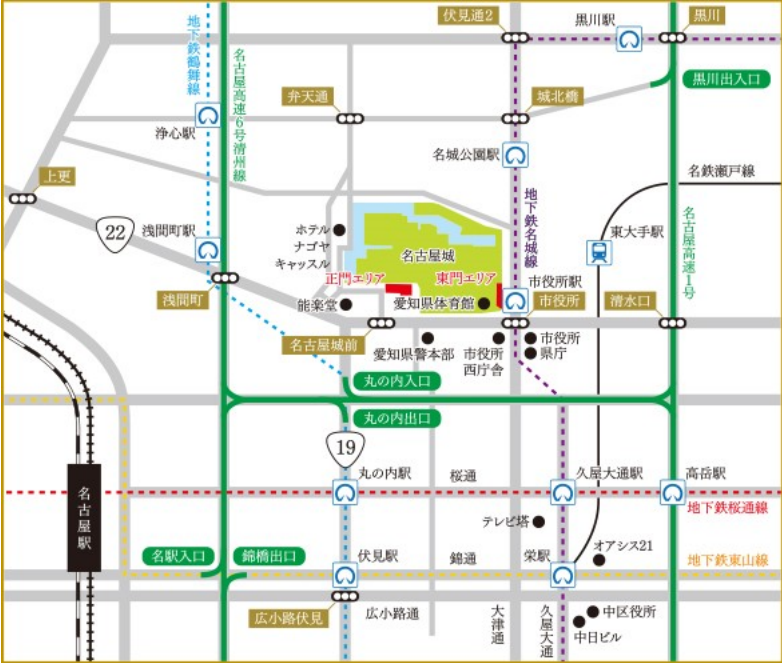 伏見通2
黒川駅
黒川
地下鉄鶴舞線
名古屋高速6号清州線
黒川出入口
弁天通
城北橋
浄心駅
名城公園駅
名鉄瀬戸線
上更
地下鉄名城線
名古屋高速1号
22
浅間町駅
ホテル
ナゴヤ
キャッスル
名古屋城
東大手駅
正門エリア
東門エリア
市役所駅
浅間町
能楽堂
愛知県体育館
市役所
清水口
名古屋城前
愛知県警本部
市役所
西庁舎
市役所
県庁
丸の内入口
丸の内出口
19
丸の内駅
桜通
久屋大通駅
高岳駅
名古屋駅
地下鉄桜通線
テレビ塔
名駅入口
錦橋出口
伏見駅
錦通
栄駅
オアシス21
地下鉄東山線
広小路伏見
広小路通
大津通
久屋大通
中区役所
中日ビル